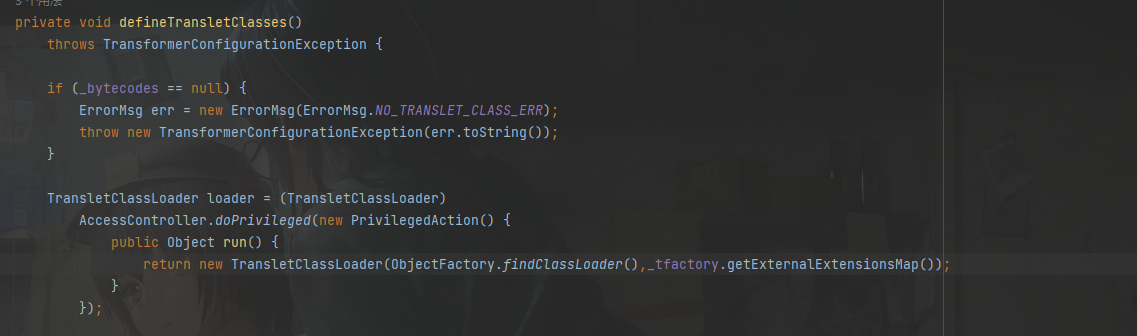 3个用法
private void defineTransletClasses()
throws TransformerConfigurationException {
if (_bytecodes == null) {
ErrorMsg err = new ErrorMsg(ErrorMsg.NO_TRANSLET_CLASS_ERR);
throw new TransformerConfigurationException(err.toString());
}
TransletClassLoader loader = (TransletClassLoader)
AccessController.doPrivileged(new PrivilegedAction() {
public Object run() {
return new TransletClassLoader(ObjectFactory.findClassLoader(),_tfactory.getExternalExtensionsMap());
}
});